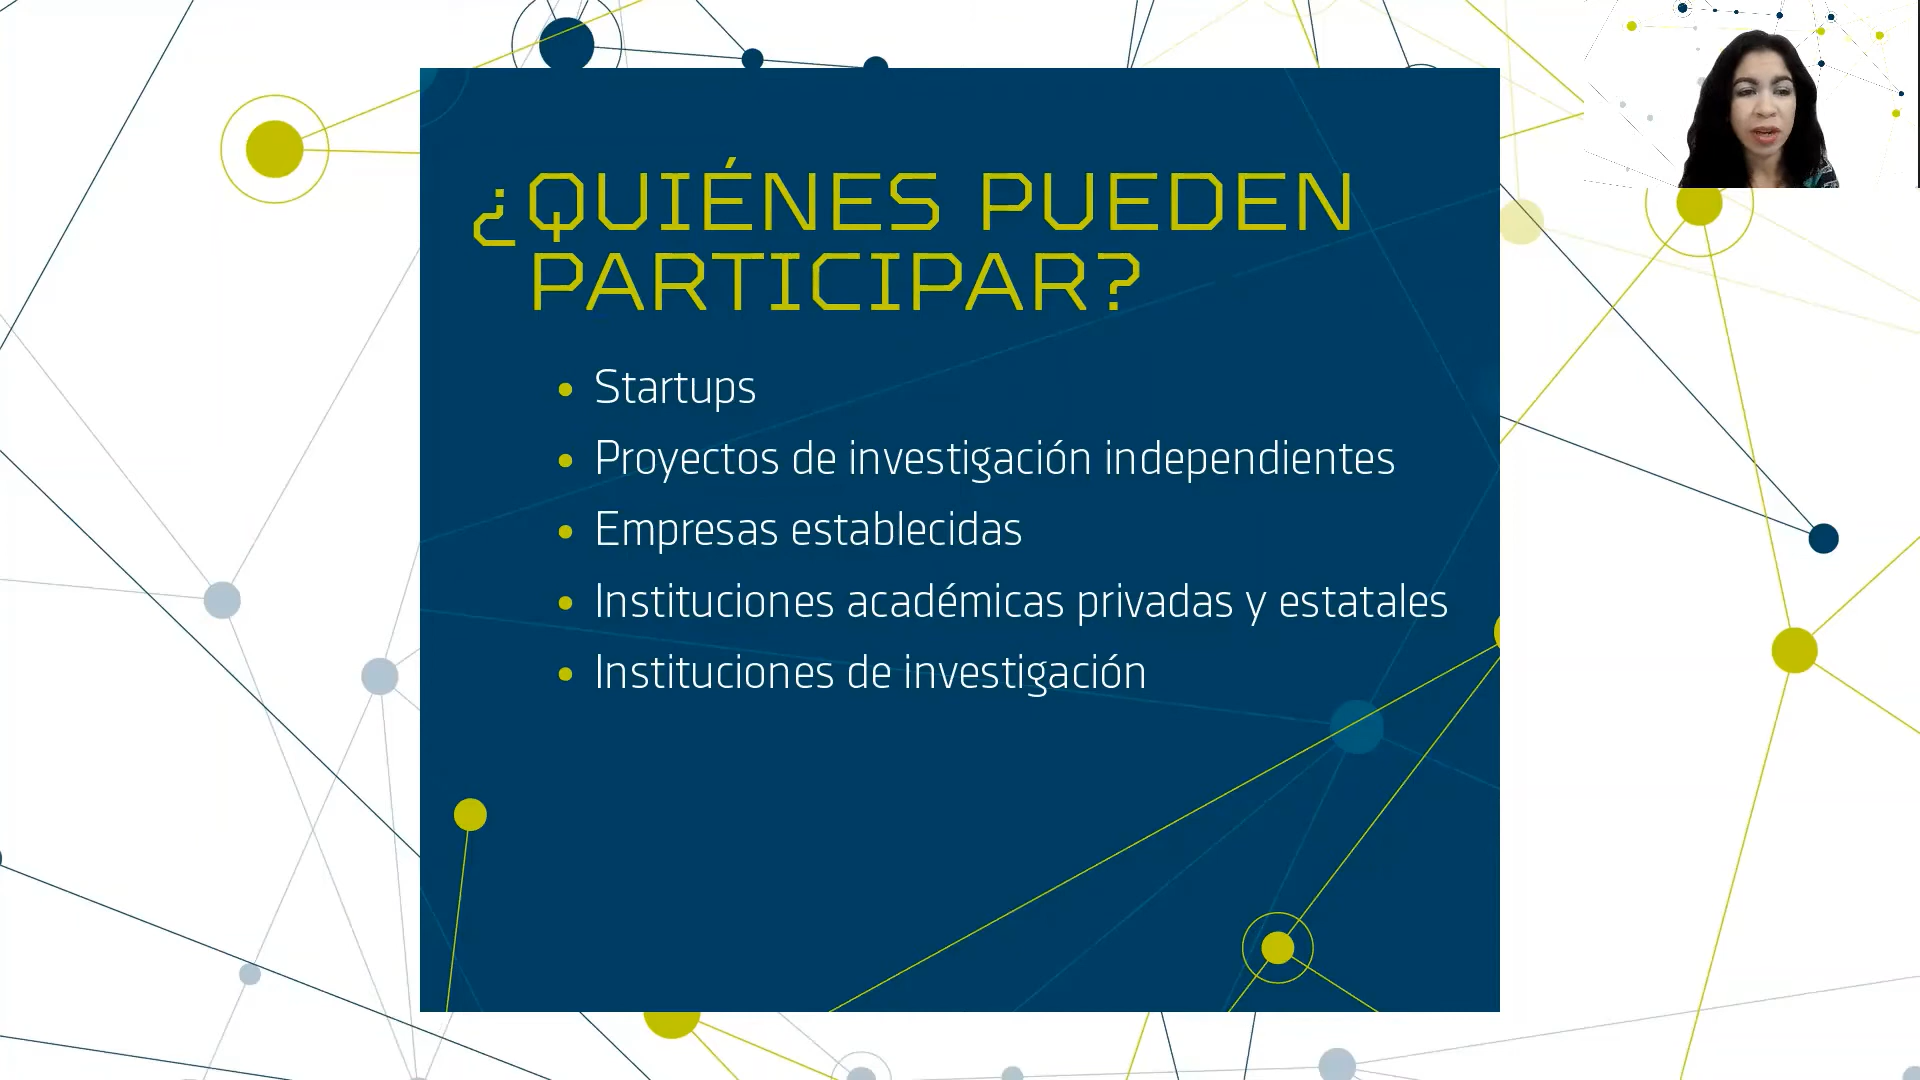 ¿QUIÉNES PUEDEN
PARTICIPAR?
• Startups
• Proyectos de investigación independientes
• Empresas establecidas
• Instituciones académicas privadas y estatales
• Instituciones de investigación